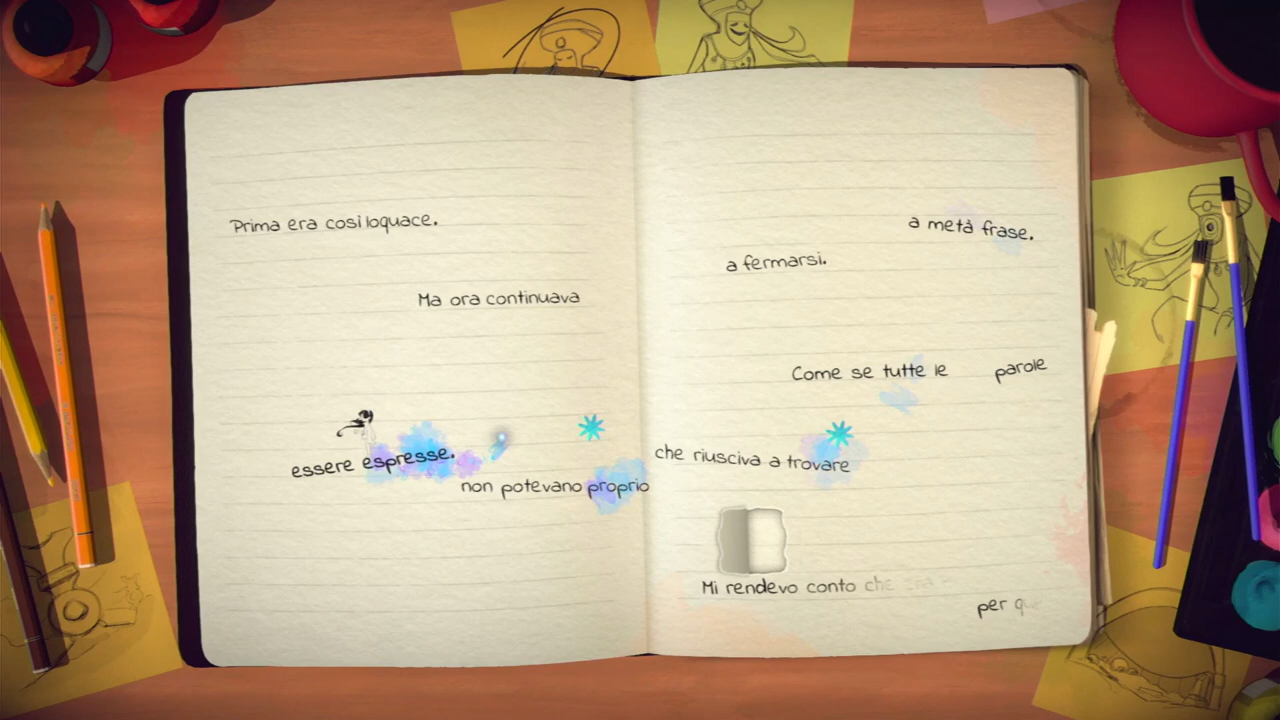 Prima era così loquace.
Ma ora continuava
a fermarsi.
a metà frase.
Come se tutte le parole
che riusciva a trovare
non potevano proprio
essere espresse.
Mi rendevo conto che
per